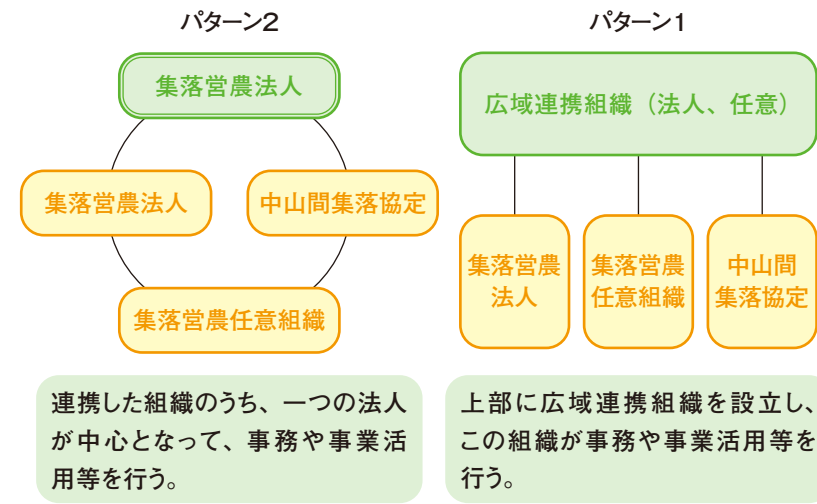 パターン2
集落営農法人
集落営農法人
中山間集落協定
集落営農任意組織
連携した組織のうち、一つの法人
が中心となって、事務や事業活
用等を行う。
パターン1
広域連携組織（法人、任意）
集落営農
法人
集落営農
任意組織
中山間
集落協定
上部に広域連携組織を設立し、
この組織が事務や事業活用等を
行う。